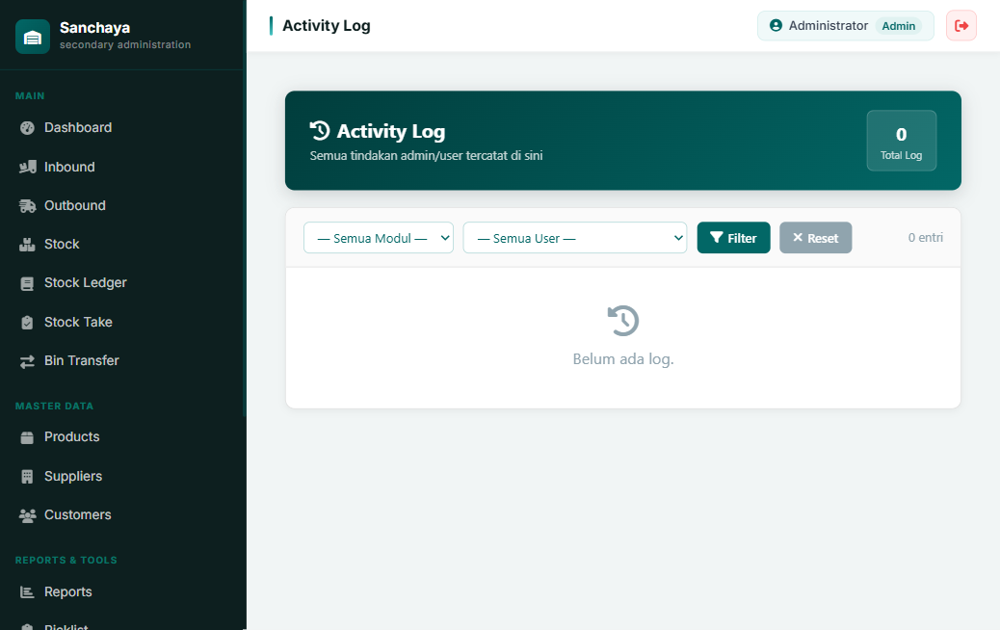 Sanchaya
secondary administration
MAIN
Dashboard
Inbound
Outbound
Stock
Stock Ledger
Stock Take
Bin Transfer
MASTER DATA
Products
Suppliers
Customers
REPORTS & TOOLS
Reports
Picklist
Activity Log
Administrator Admin
Activity Log
Semua tindakan admin/user tercatat di sini
0
Total Log
— Semua Modul — — Semua User — Filter Reset 0 entri
Belum ada log.